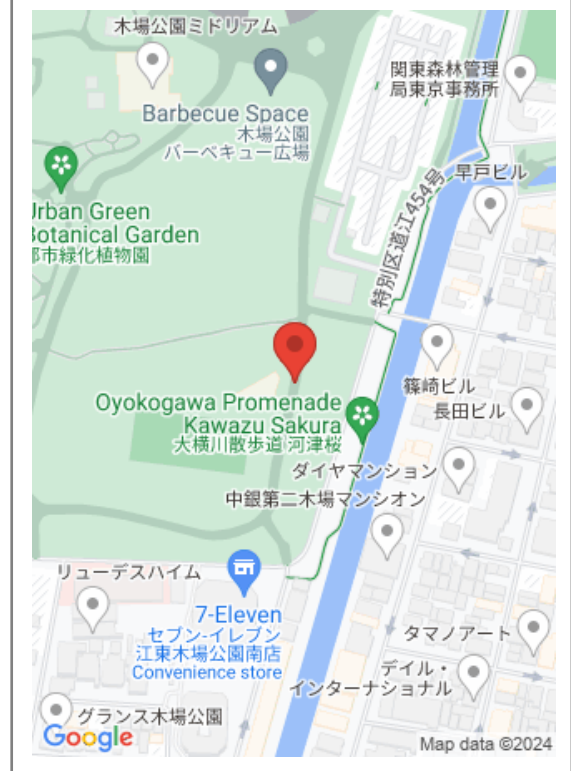 木場公園ミドリアム
関東森林管理
局東京事務所
Barbecue Space
木場公園
バーベキュー広場
早戸ビル
Urban Green
Botanical Garden
都市緑化植物園
特別区道江454号
篠崎ビル
長田ビル
Oyokogawa Promenade
Kawazu Sakura
大横川散歩道 河津桜
ダイヤマンション
中銀第二木場マンシオン
リューデスハイム
7-Eleven
セブン-イレブン
江東木場公園南店
Convenience store
タマノアート
デイル・
インターナショナル
グランス木場公園
Google
Map data ©2024